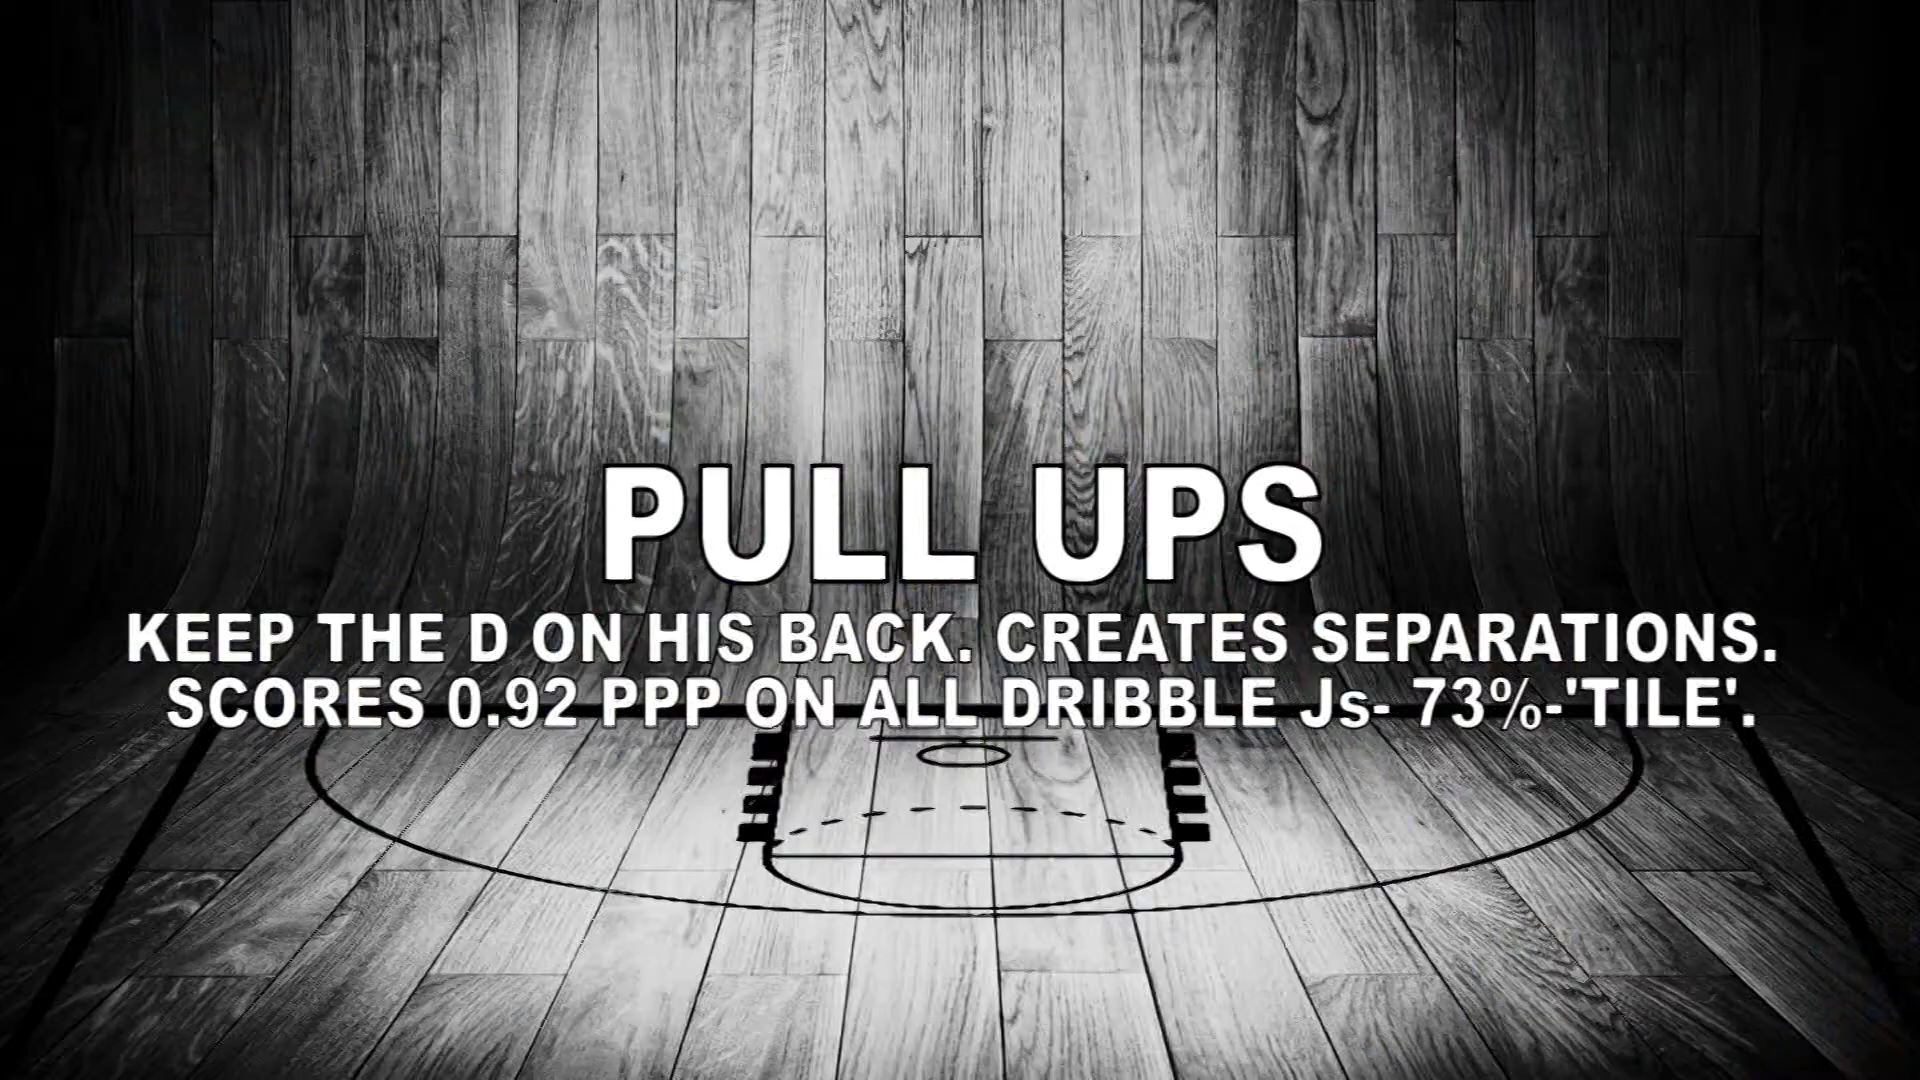 PULL UPS
KEEP THE D ON HIS BACK. CREATES SEPARATIONS.
SCORES 0.92 PPP ON ALL DRIBBLE Js- 73%-'TILE'.